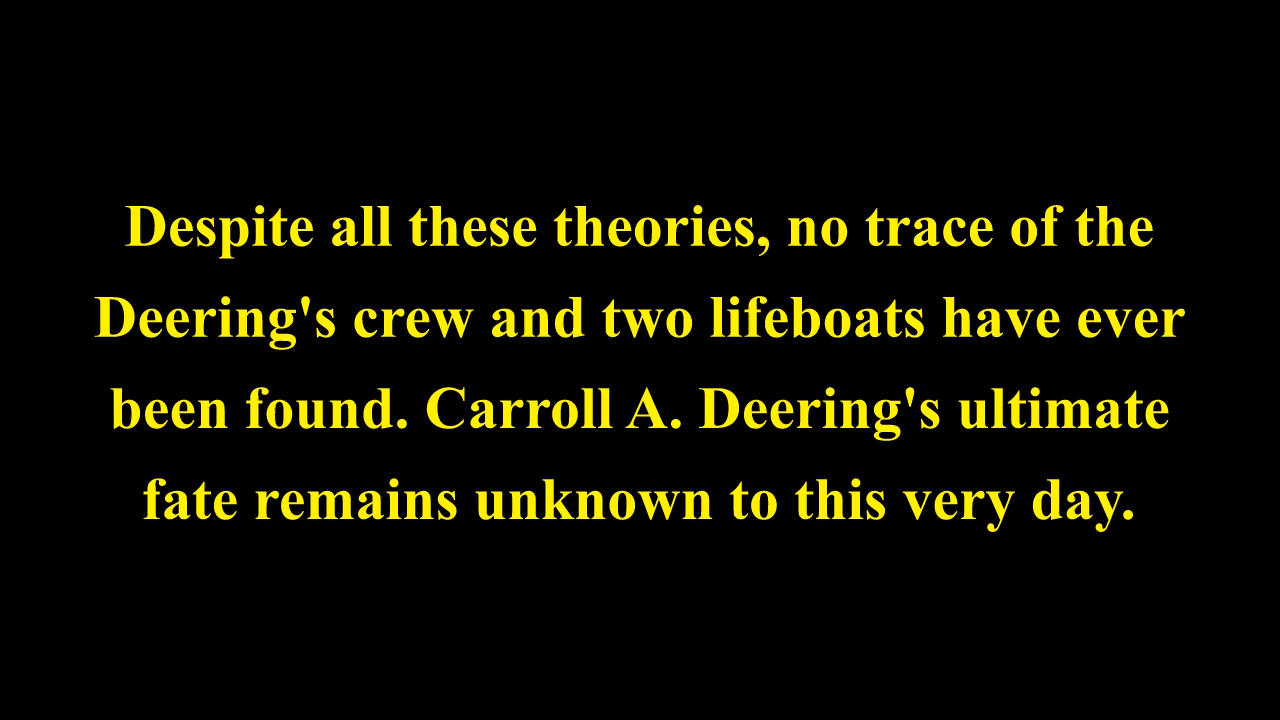 Despite all these theories, no trace of the
Deering's crew and two lifeboats have ever
been found. Carroll A. Deering's ultimate
fate remains unknown to this very day.